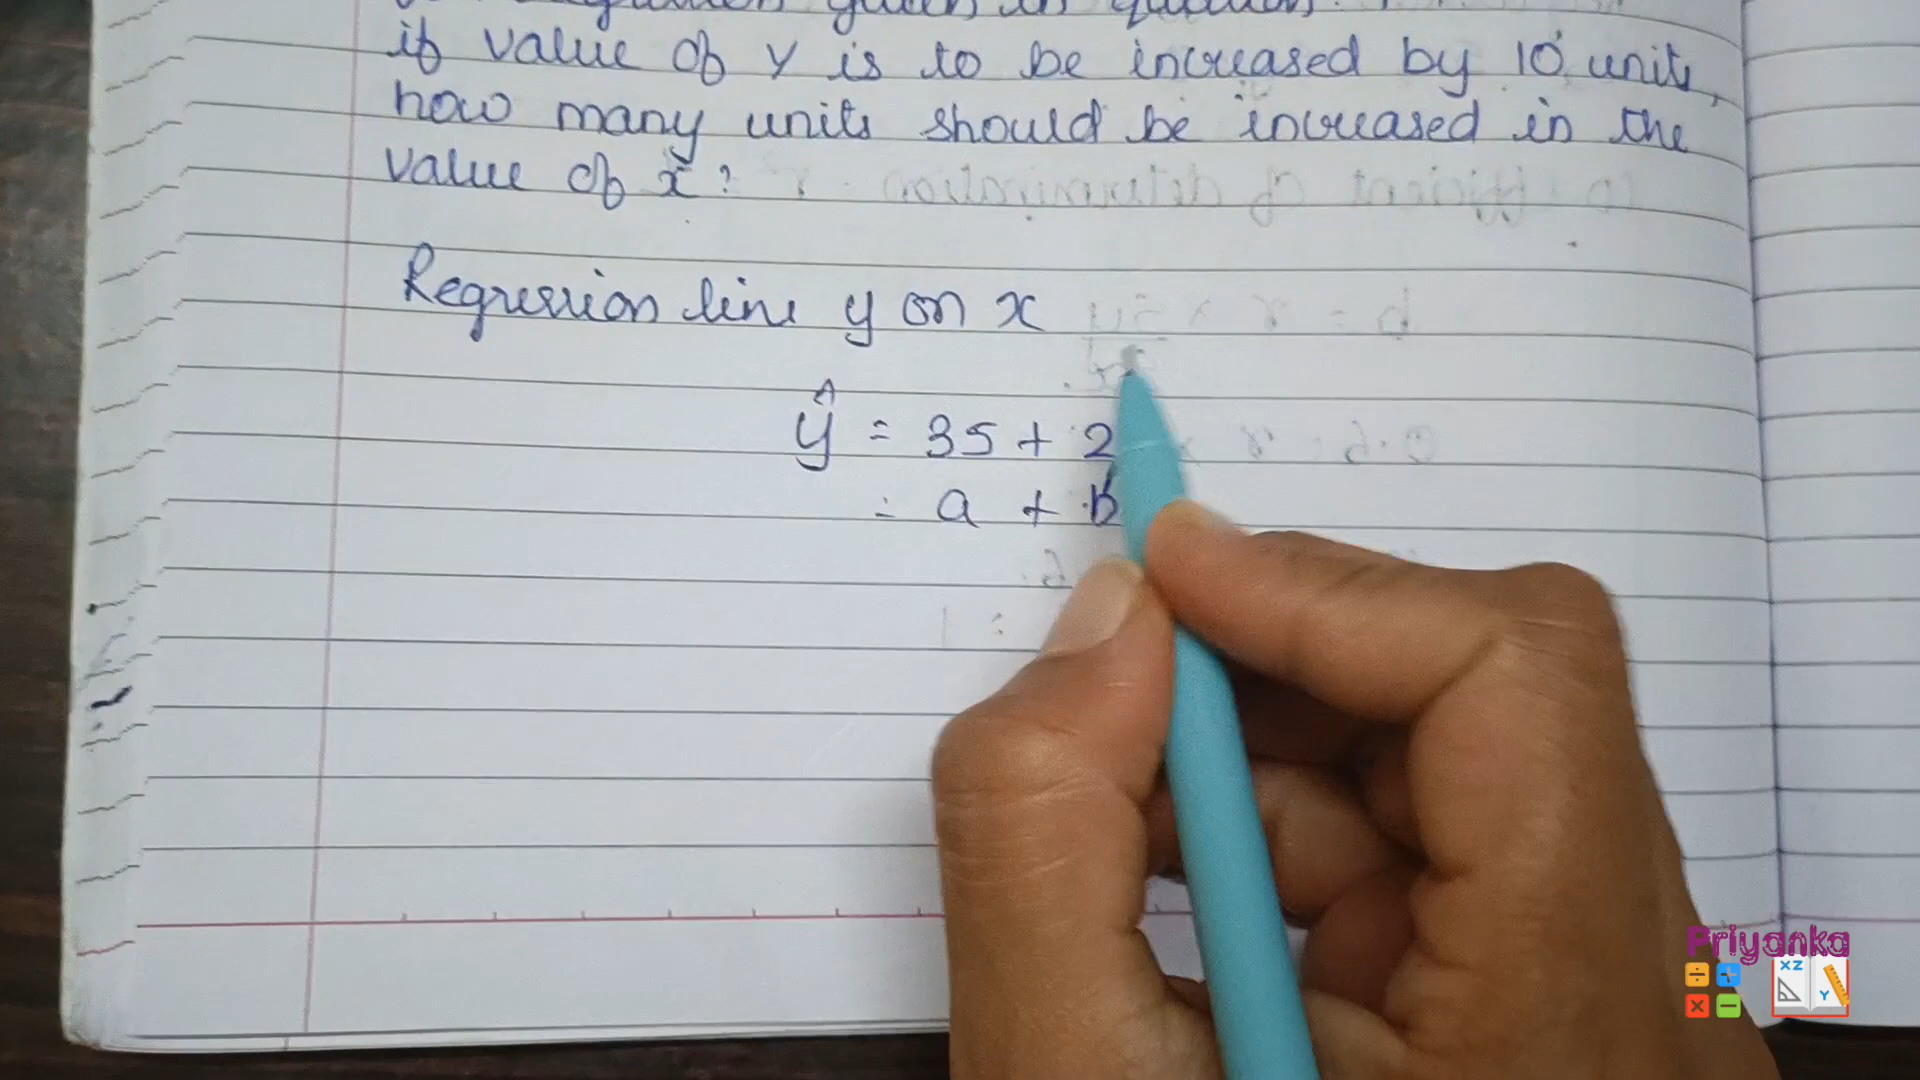 if value of Y is to be increased by 10 units,
how many units should be increased in the
value of x?
Regression line y on x
ŷ = 35 + 2
= a + b
Priyanka